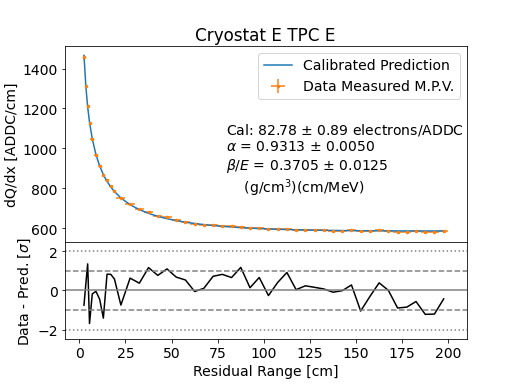 Cryostat E TPC E
dQ/dx [ADDC/cm]
1400
1200
1000
800
600
Calibrated Prediction
Data Measured M.P.V.
Cal: 82.78 ± 0.89 electrons/ADDC
α = 0.9313 ± 0.0050
β/E = 0.3705 ± 0.0125
(g/cm³)(cm/MeV)
Data - Pred. [σ]
2
0
−2
0 25 50 75 100 125 150 175 200
Residual Range [cm]